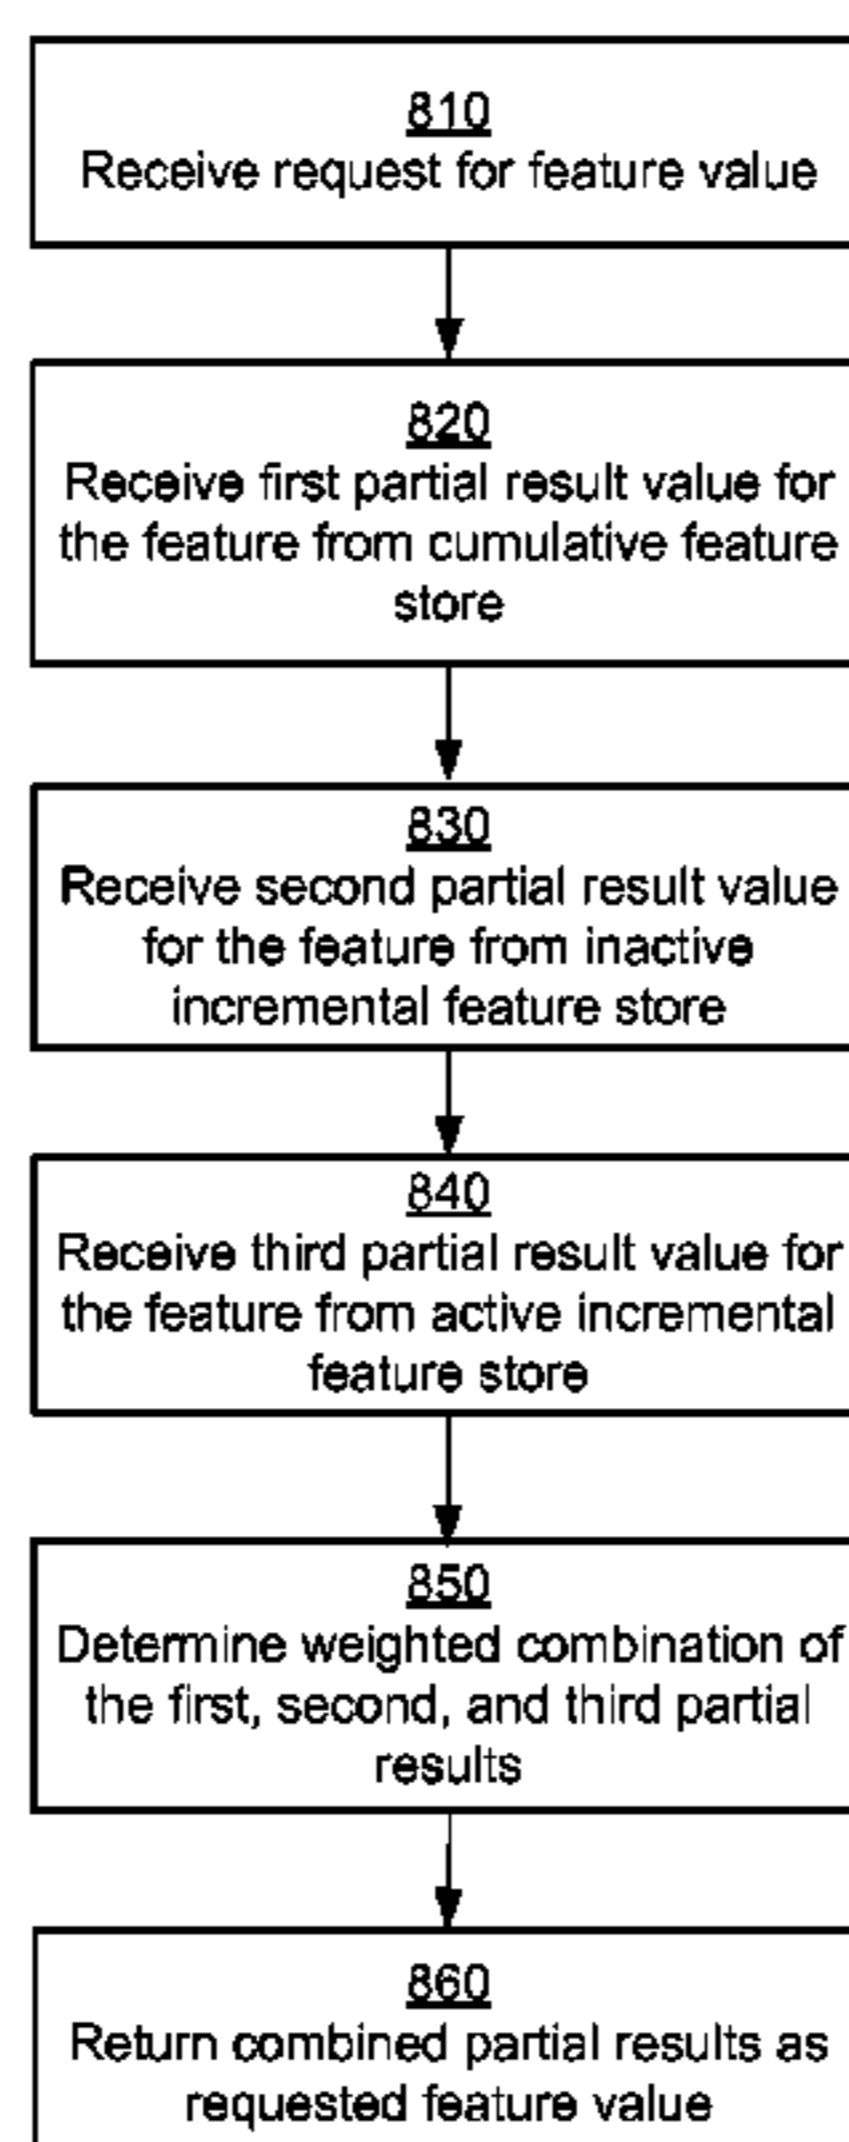 810
Receive request for feature value
820
Receive first partial result value for
the feature from cumulative feature
store
830
Receive second partial result value
for the feature from inactive
incremental feature store
840
Receive third partial result value for
the feature from active incremental
feature store
850
Determine weighted combination of
the first, second, and third partial
results
860
Return combined partial results as
requested feature value